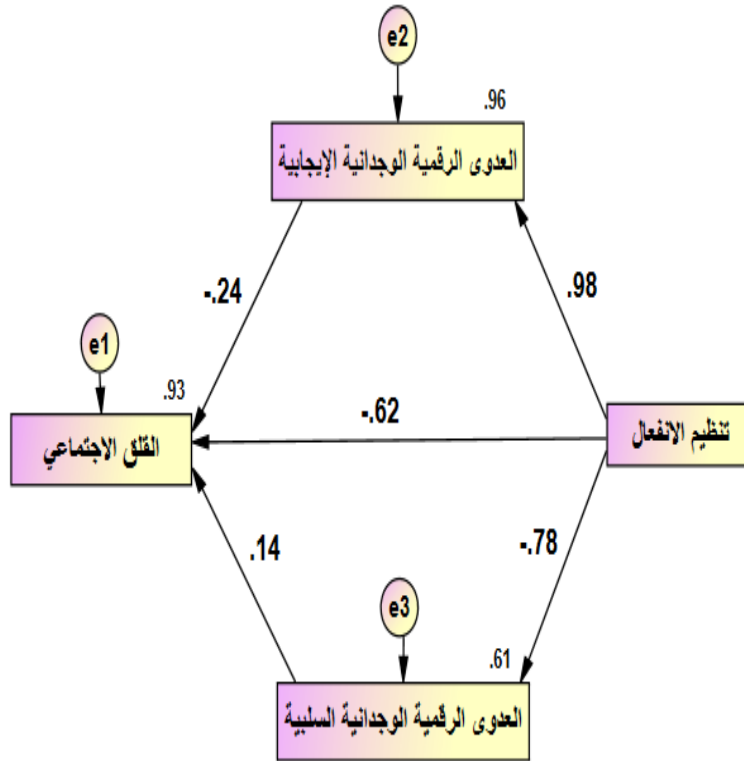 e2
.96
العدوى الرقمية الوجدانية الإيجابية
-.24
.98
e1
.93
القلق الاجتماعي
-.62
تنظيم الانفعال
.14
-.78
e3
.61
العدوى الرقمية الوجدانية السلبية